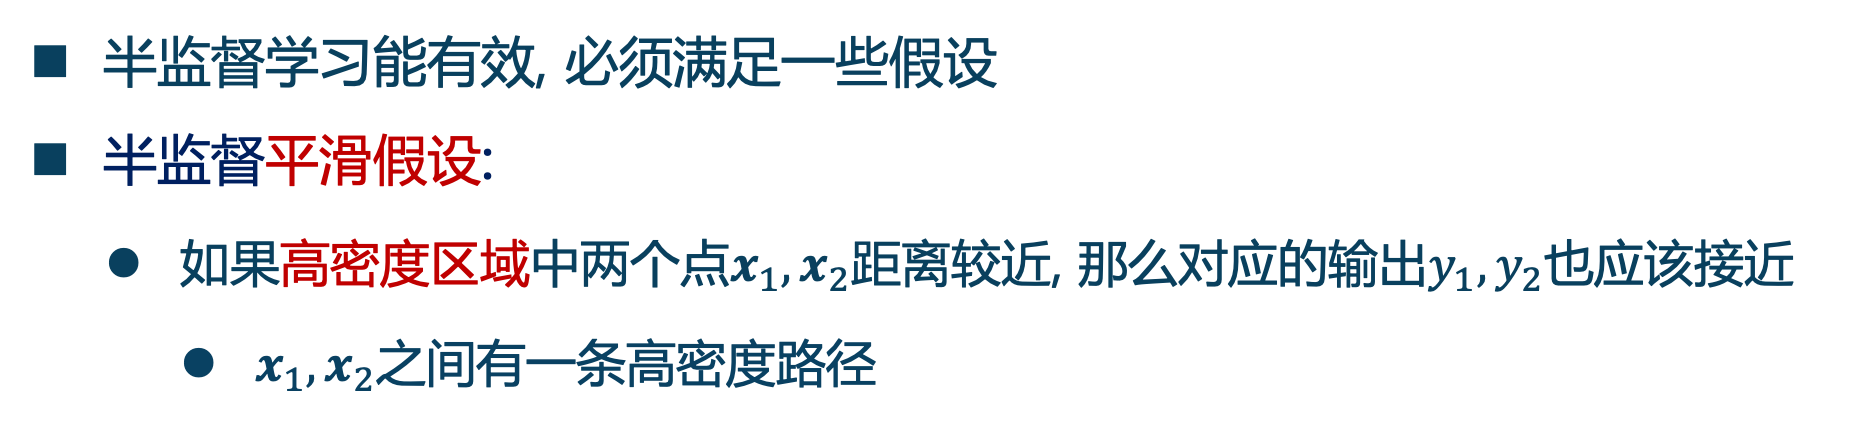 ■ 半监督学习能有效, 必须满足一些假设
■ 半监督平滑假设:
● 如果高密度区域中两个点x₁, x₂距离较近, 那么对应的输出y₁, y₂也应该接近
● x₁, x₂之间有一条高密度路径